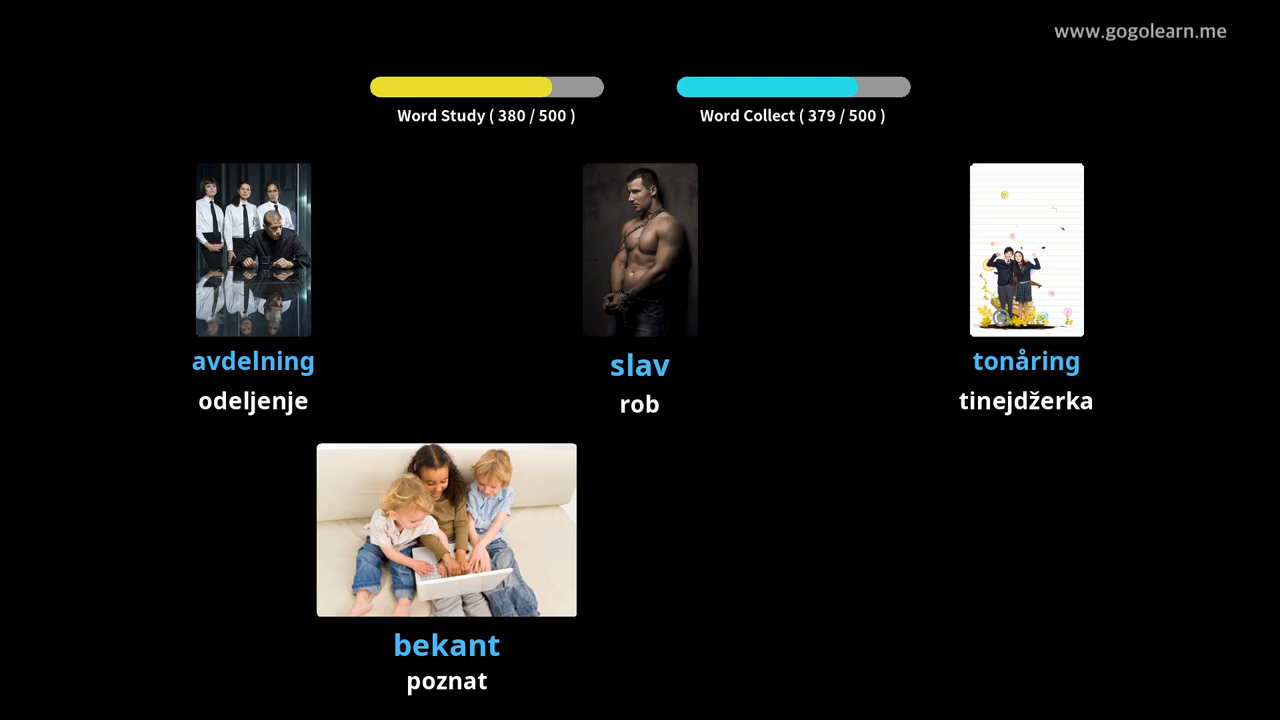 www.gogolearn.me
Word Study ( 380 / 500 )
Word Collect ( 379 / 500 )
avdelning
odeljenje
slav
rob
tonåring
tinejdžerka
bekant
poznat